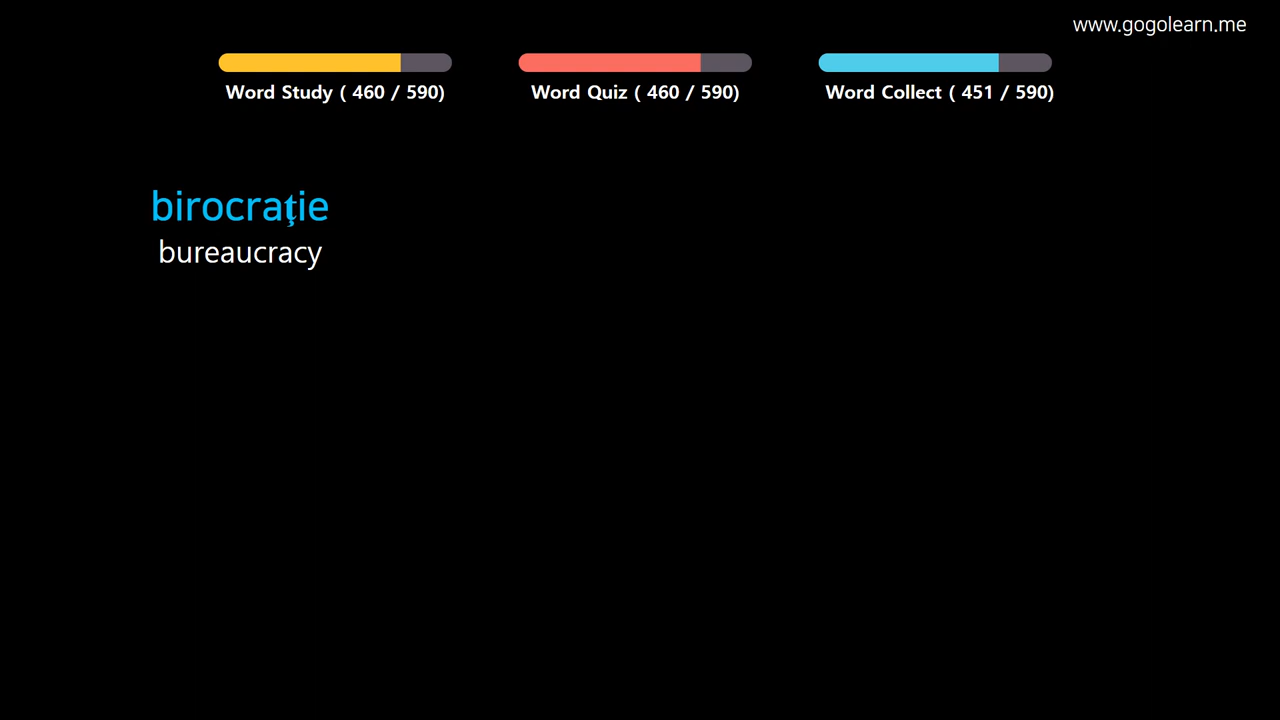 www.gogolearn.me
Word Study ( 460 / 590)
Word Quiz ( 460 / 590)
Word Collect ( 451 / 590)
birocraţie
bureaucracy